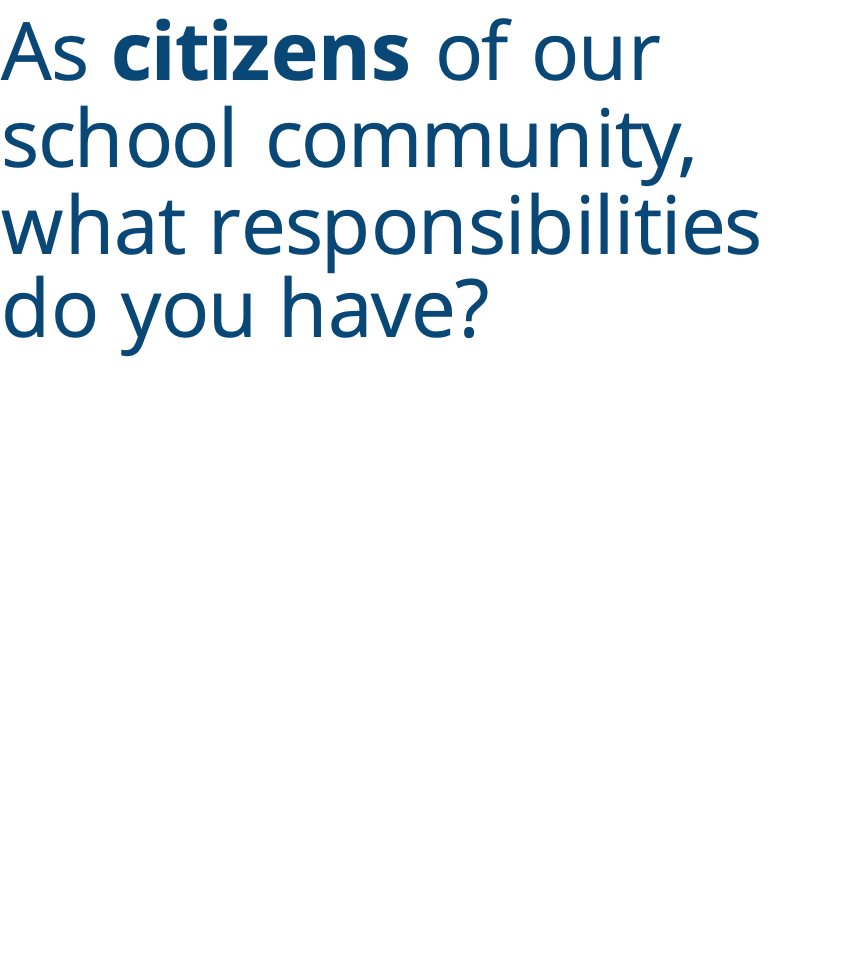 As citizens of our
school community,
what responsibilities
do you have?